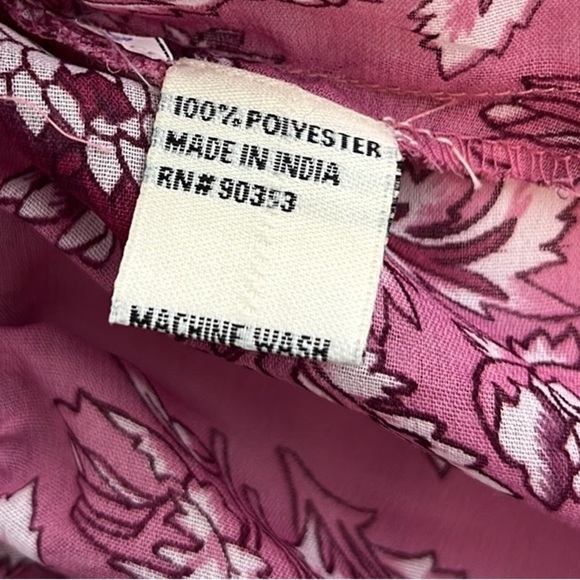 100% POLYESTER
MADE IN INDIA
RN# 90393
MACHINE WASH